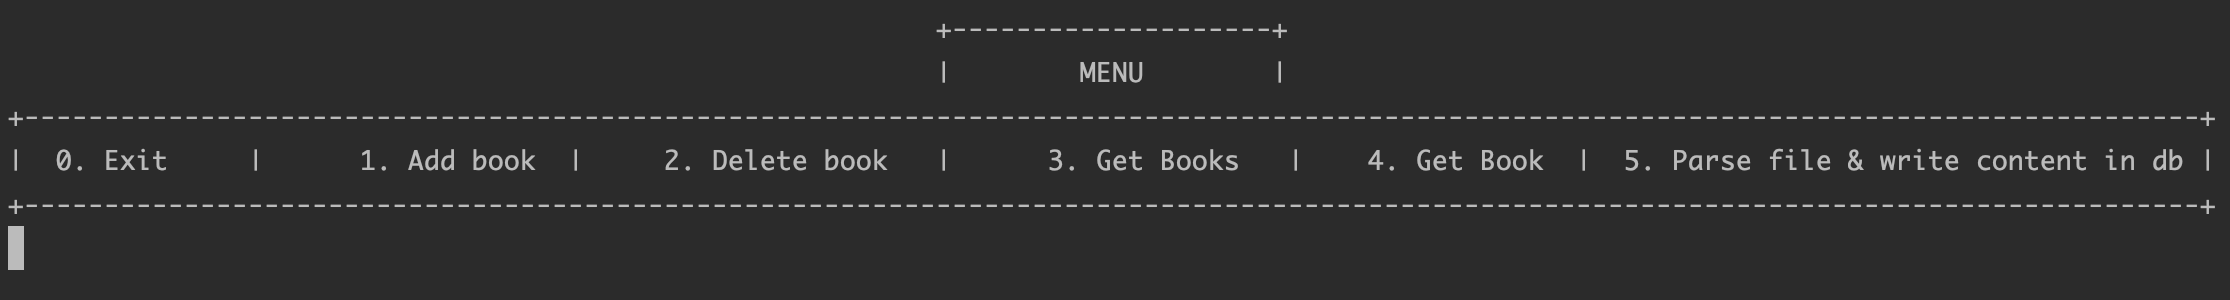 +--------------------+
| MENU |
+----------------------------------------------------------------------------------------------------------------------------------------+
| 0. Exit | 1. Add book | 2. Delete book | 3. Get Books | 4. Get Book | 5. Parse file & write content in db |
+----------------------------------------------------------------------------------------------------------------------------------------+